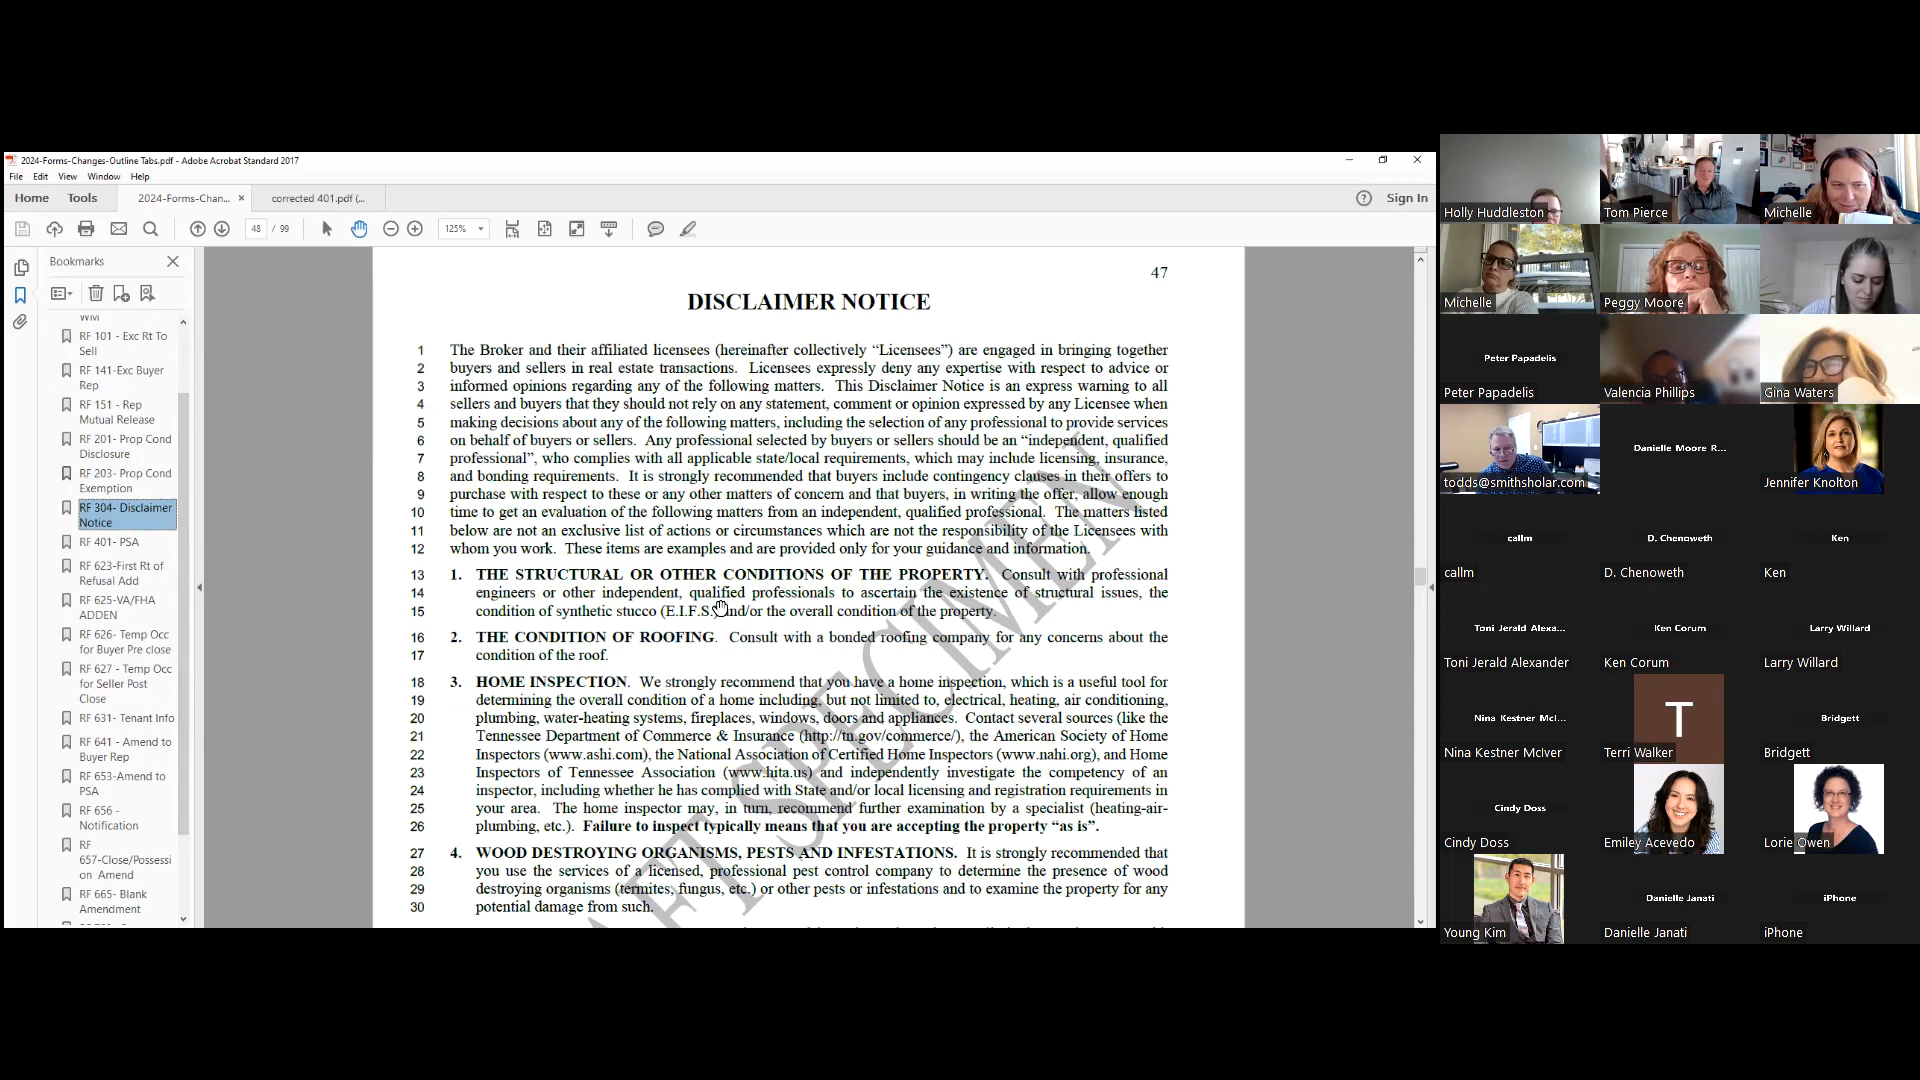 2024-Forms-Changes-Outline Tabs.pdf - Adobe Acrobat Standard 2017
File Edit View Window Help
Home Tools 2024-Forms-Chan... × corrected 401.pdf (... Sign In
48 / 99 125%
Bookmarks
RF 101 - Exc Rt To
Sell
RF 141-Exc Buyer
Rep
RF 151 - Rep
Mutual Release
RF 201- Prop Cond
Disclosure
RF 203- Prop Cond
Exemption
RF 304- Disclaimer
Notice
RF 401- PSA
RF 623-First Rt of
Refusal Add
RF 625-VA/FHA
ADDEN
RF 626- Temp Occ
for Buyer Pre close
RF 627 - Temp Occ
for Seller Post
Close
RF 631- Tenant Info
RF 641 - Amend to
Buyer Rep
RF 653-Amend to
PSA
RF 656 -
Notification
RF
657-Close/Possessi
on Amend
RF 665- Blank
Amendment
47
DISCLAIMER NOTICE
1 The Broker and their affiliated licensees (hereinafter collectively “Licensees”) are engaged in bringing together
2 buyers and sellers in real estate transactions. Licensees expressly deny any expertise with respect to advice or
3 informed opinions regarding any of the following matters. This Disclaimer Notice is an express warning to all
4 sellers and buyers that they should not rely on any statement, comment or opinion expressed by any Licensee when
5 making decisions about any of the following matters, including the selection of any professional to provide services
6 on behalf of buyers or sellers. Any professional selected by buyers or sellers should be an “independent, qualified
7 professional”, who complies with all applicable state/local requirements, which may include licensing, insurance,
8 and bonding requirements. It is strongly recommended that buyers include contingency clauses in their offers to
9 purchase with respect to these or any other matters of concern and that buyers, in writing the offer, allow enough
10 time to get an evaluation of the following matters from an independent, qualified professional. The matters listed
11 below are not an exclusive list of actions or circumstances which are not the responsibility of the Licensees with
12 whom you work. These items are examples and are provided only for your guidance and information.
13 1. THE STRUCTURAL OR OTHER CONDITIONS OF THE PROPERTY. Consult with professional
14 engineers or other independent, qualified professionals to ascertain the existence of structural issues, the
15 condition of synthetic stucco (E.I.F.S.) and/or the overall condition of the property.
16 2. THE CONDITION OF ROOFING. Consult with a bonded roofing company for any concerns about the
17 condition of the roof.
18 3. HOME INSPECTION. We strongly recommend that you have a home inspection, which is a useful tool for
19 determining the overall condition of a home including, but not limited to, electrical, heating, air conditioning,
20 plumbing, water-heating systems, fireplaces, windows, doors and appliances. Contact several sources (like the
21 Tennessee Department of Commerce & Insurance (http://tn.gov/commerce/), the American Society of Home
22 Inspectors (www.ashi.com), the National Association of Certified Home Inspectors (www.nahi.org), and Home
23 Inspectors of Tennessee Association (www.hita.us) and independently investigate the competency of an
24 inspector, including whether he has complied with State and/or local licensing and registration requirements in
25 your area. The home inspector may, in turn, recommend further examination by a specialist (heating-air-
26 plumbing, etc.). Failure to inspect typically means that you are accepting the property “as is”.
27 4. WOOD DESTROYING ORGANISMS, PESTS AND INFESTATIONS. It is strongly recommended that
28 you use the services of a licensed, professional pest control company to determine the presence of wood
29 destroying organisms (termites, fungus, etc.) or other pests or infestations and to examine the property for any
30 potential damage from such.
SPECIMEN
Holly Huddleston Tom Pierce Michelle
Michelle Peggy Moore
Peter Papadelis
Peter Papadelis Valencia Phillips Gina Waters
Danielle Moore R...
todds@smithsholar.com Jennifer Knolton
callm D. Chenoweth Ken
callm D. Chenoweth Ken
Toni Jerald Alexa... Ken Corum Larry Willard
Toni Jerald Alexander Ken Corum Larry Willard
Nina Kestner McI... T Bridgett
Nina Kestner McIver Terri Walker Bridgett
Cindy Doss
Cindy Doss Emiley Acevedo Lorie Owen
Danielle Janati iPhone
Young Kim Danielle Janati iPhone